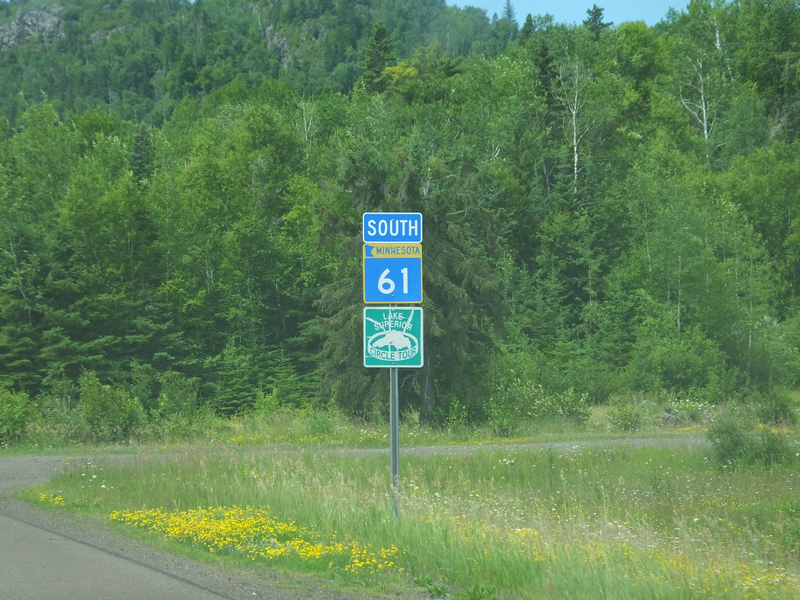 SOUTH
MINNESOTA
61
LAKE
SUPERIOR
CIRCLE TOUR